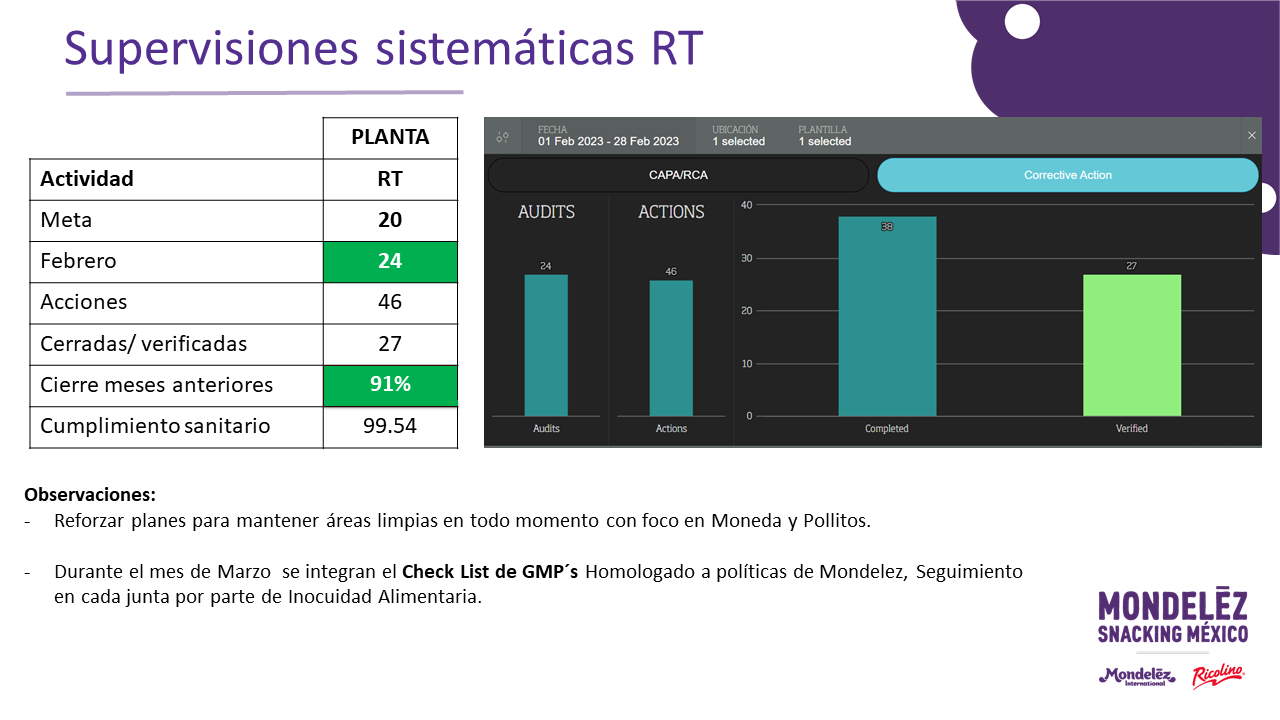 Supervisiones sistemáticas RT
PLANTA
Actividad RT
Meta 20
Febrero 24
Acciones 46
Cerradas/ verificadas 27
Cierre meses anteriores 91%
Cumplimiento sanitario 99.54
FECHA UBICACIÓN PLANTILLA
01 Feb 2023 - 28 Feb 2023 1 selected 1 selected ×
CAPA/RCA Corrective Action
AUDITS ACTIONS
40
30
20
10
0
24
46
38
27
Audits Actions Completed Verified
Observaciones:
- Reforzar planes para mantener áreas limpias en todo momento con foco en Moneda y Pollitos.
- Durante el mes de Marzo se integran el Check List de GMP´s Homologado a políticas de Mondelez, Seguimiento
en cada junta por parte de Inocuidad Alimentaria.
MONDELĒZ
SNACKING MÉXICO
Mondelēz
International
Ricolino